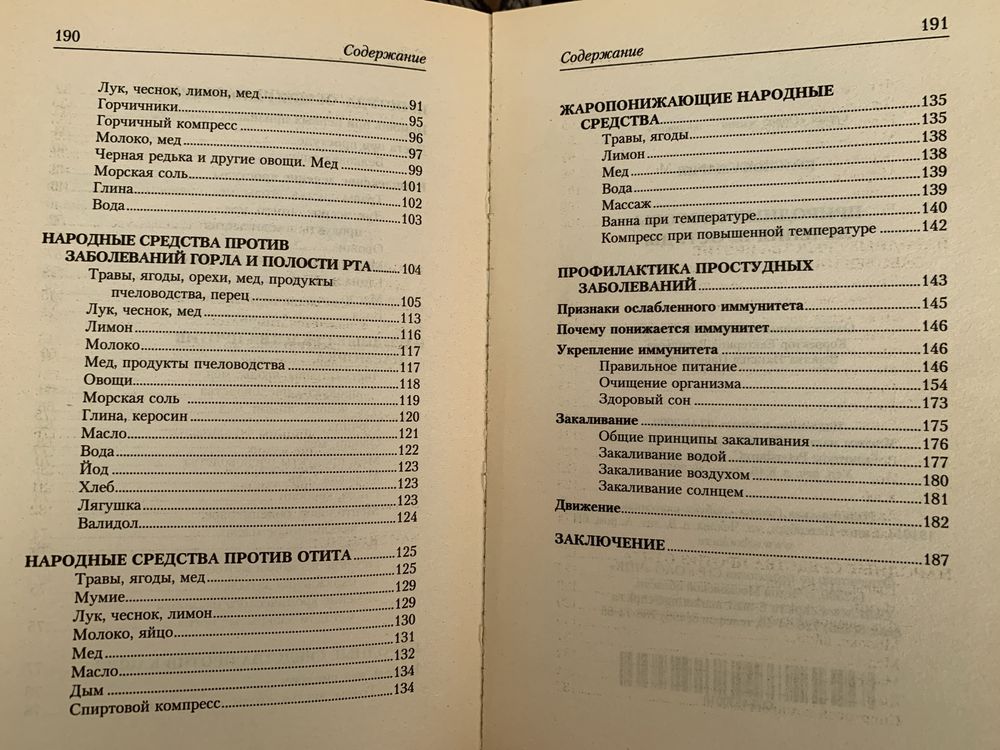 190
Содержание
Лук, чеснок, лимон, мед 91
Горчичники 95
Горчичный компресс 96
Молоко, мед 97
Черная редька и другие овощи. Мед 99
Морская соль 101
Глина 102
Вода 103
НАРОДНЫЕ СРЕДСТВА ПРОТИВ
ЗАБОЛЕВАНИЙ ГОРЛА И ПОЛОСТИ РТА 104
Травы, ягоды, орехи, мед, продукты
пчеловодства, перец 105
Лук, чеснок, мед 113
Лимон 116
Молоко 117
Мед, продукты пчеловодства 117
Овощи 118
Морская соль 119
Глина, керосин 120
Масло 121
Вода 122
Йод 123
Хлеб 123
Лягушка 123
Валидол 124
НАРОДНЫЕ СРЕДСТВА ПРОТИВ ОТИТА 125
Травы, ягоды, мед 125
Мумие 129
Лук, чеснок, лимон 129
Молоко, яйцо 130
Мед 131
Масло 132
Дым 134
Спиртовой компресс 134
191
Содержание
ЖАРОПОНИЖАЮЩИЕ НАРОДНЫЕ
СРЕДСТВА 135
Травы, ягоды 135
Лимон 138
Мед 138
Вода 139
Массаж 139
Ванна при температуре 140
Компресс при повышенной температуре 142
ПРОФИЛАКТИКА ПРОСТУДНЫХ
ЗАБОЛЕВАНИЙ 143
Признаки ослабленного иммунитета 145
Почему понижается иммунитет 146
Укрепление иммунитета 146
Правильное питание 146
Очищение организма 154
Здоровый сон 173
Закаливание 175
Общие принципы закаливания 176
Закаливание водой 177
Закаливание воздухом 180
Закаливание солнцем 181
Движение 182
ЗАКЛЮЧЕНИЕ 187